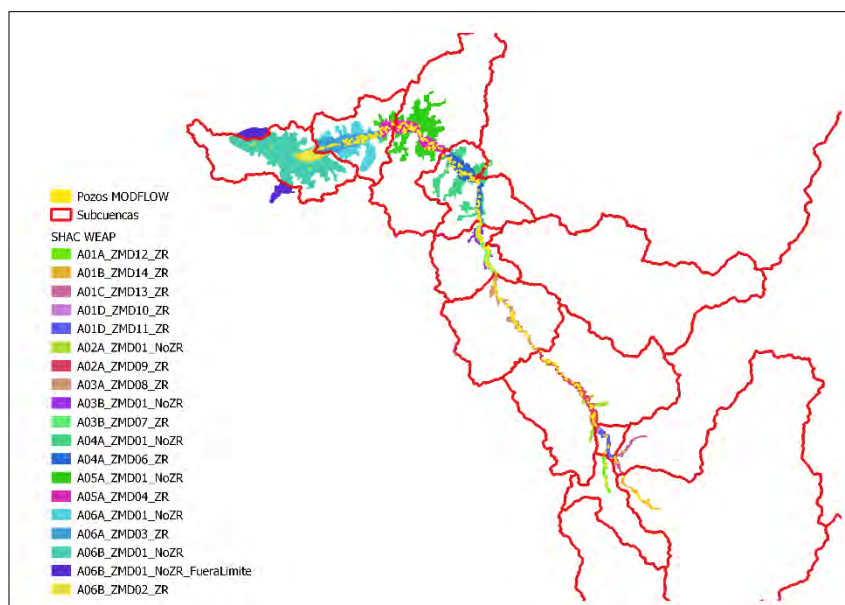 Pozos MODFLOW
Subcuencas
SHAC WEAP
A01A_ZMD12_ZR
A01B_ZMD14_ZR
A01C_ZMD13_ZR
A01D_ZMD10_ZR
A01D_ZMD11_ZR
A02A_ZMD01_NoZR
A02A_ZMD09_ZR
A03A_ZMD08_ZR
A03B_ZMD01_NoZR
A03B_ZMD07_ZR
A04A_ZMD01_NoZR
A04A_ZMD06_ZR
A05A_ZMD01_NoZR
A05A_ZMD04_ZR
A06A_ZMD01_NoZR
A06A_ZMD03_ZR
A06B_ZMD01_NoZR
A06B_ZMD01_NoZR_FueraLimite
A06B_ZMD02_ZR